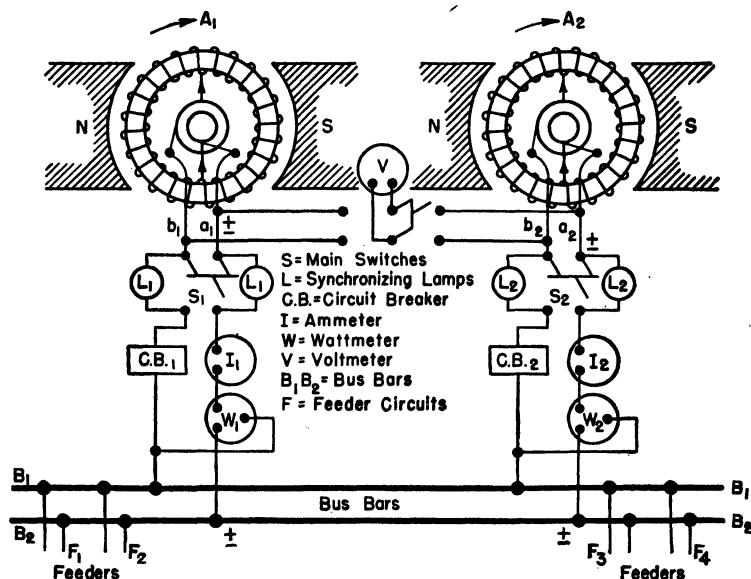 A1 A2
N S N S
V
b1 a1 ± b2 a2 ±
S = Main Switches
L = Synchronizing Lamps
C.B. = Circuit Breaker
I = Ammeter
W = Wattmeter
V = Voltmeter
B1B2 = Bus Bars
F = Feeder Circuits
L1 S1 L1 L2 S2 L2
C.B.1 I1 C.B.2 I2
W1 W2
B1 B1
Bus Bars
B2 ± ± B2
F1 F2 F3 F4
Feeders Feeders